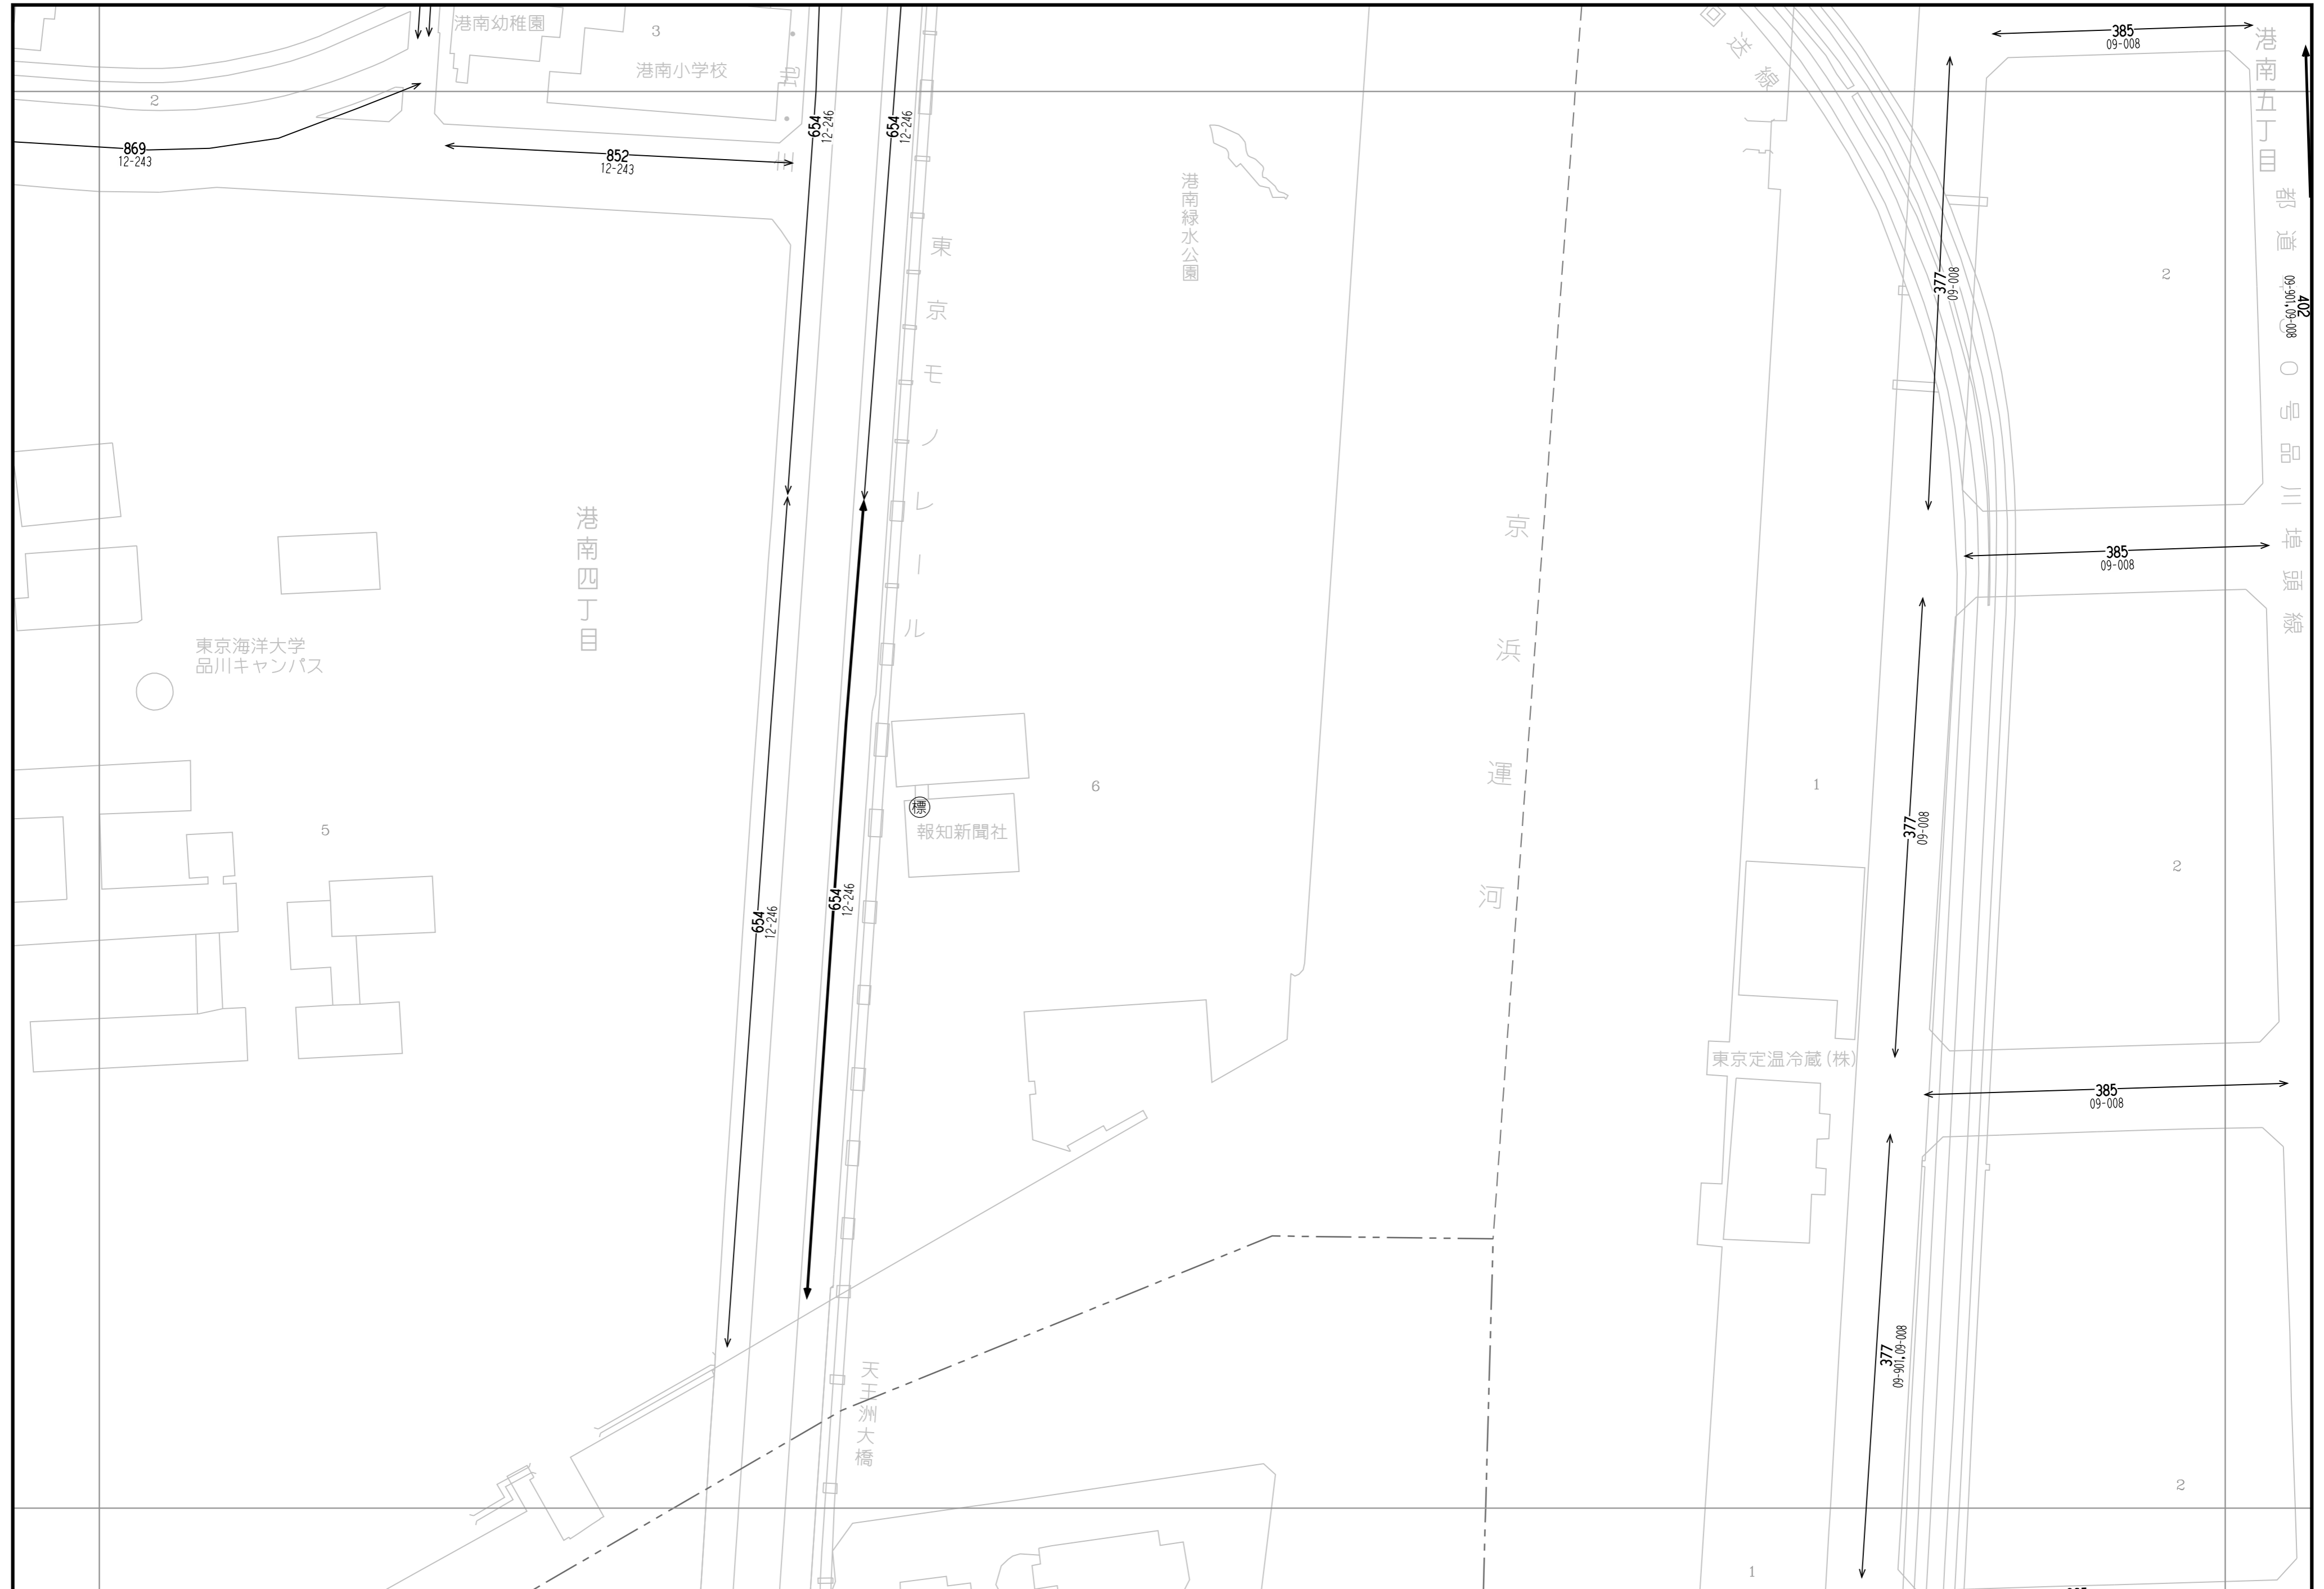 港南幼稚園
3
港南小学校
2
385
09-008
港南五丁目
送線
869
12-243
852
12-243
654
12-246
654
12-246
港南緑水公園
東京モノレール
都道
０号品川埠頭線
377
09-008
2
402
09-901,09-008
385
09-008
港南四丁目
東京海洋大学
品川キャンパス
京浜運河
5
6
1
標
報知新聞社
377
09-008
2
654
12-246
654
12-246
東京定温冷蔵(株)
385
09-008
377
09-901,09-008
天王洲大橋
2
1